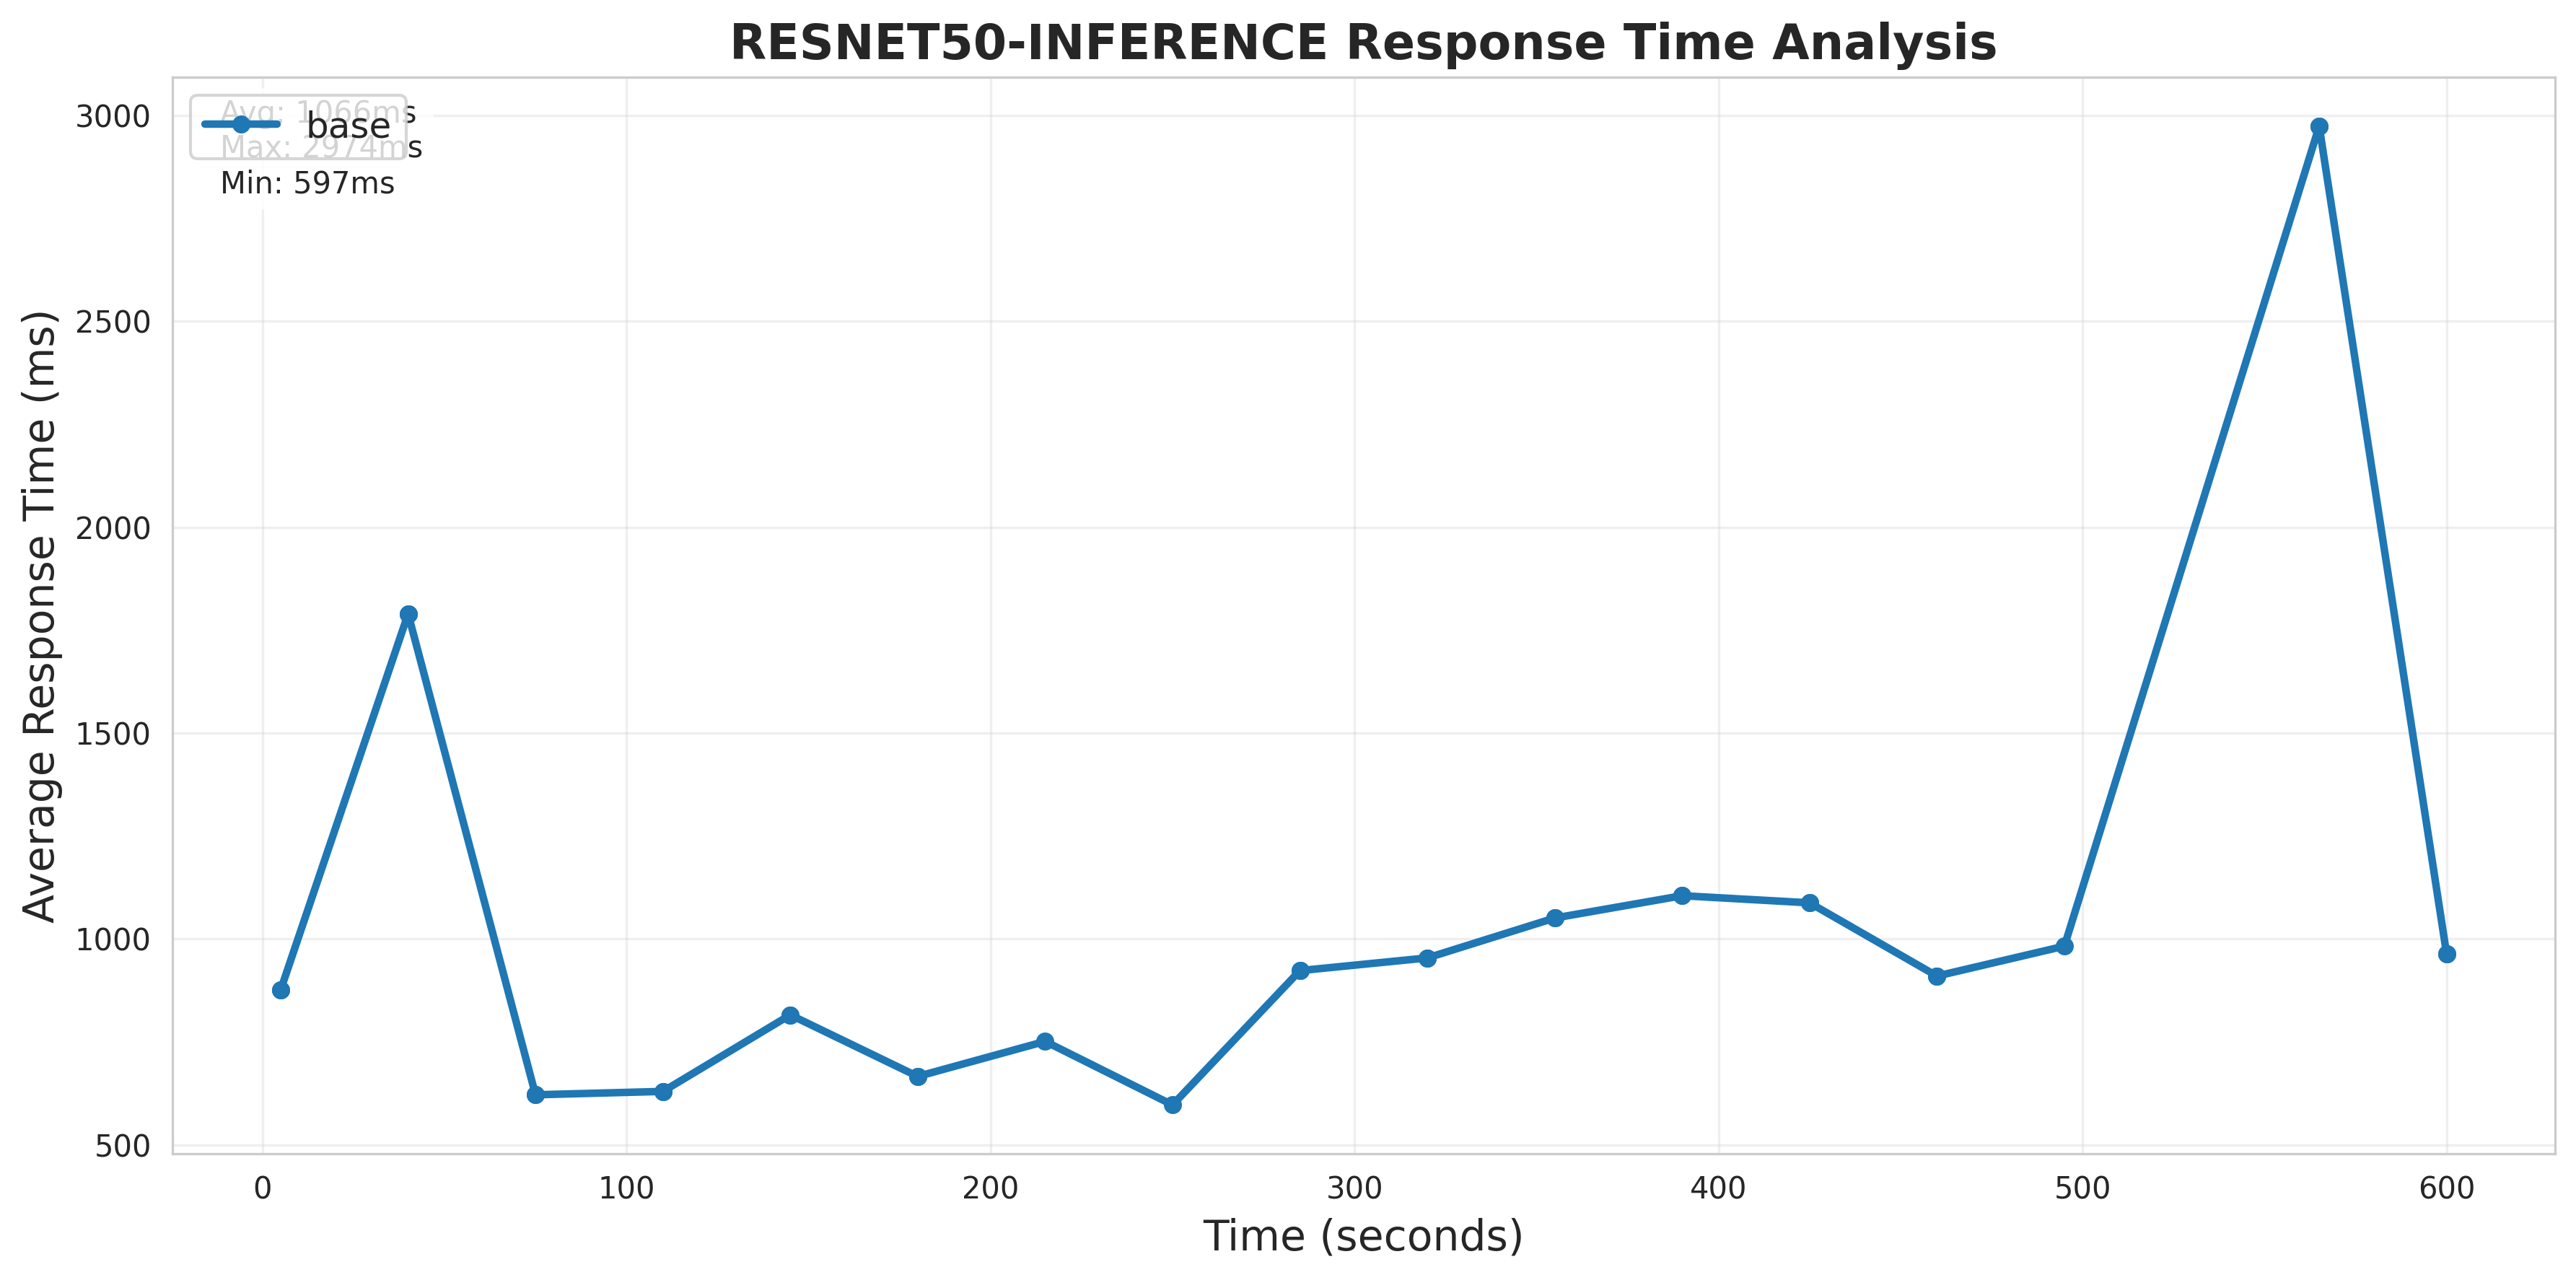 RESNET50-INFERENCE Response Time Analysis
Avg: 1066ms
base
Max: 2974ms
Min: 597ms
Average Response Time (ms)
3000
2500
2000
1500
1000
500
0 100 200 300 400 500 600
Time (seconds)